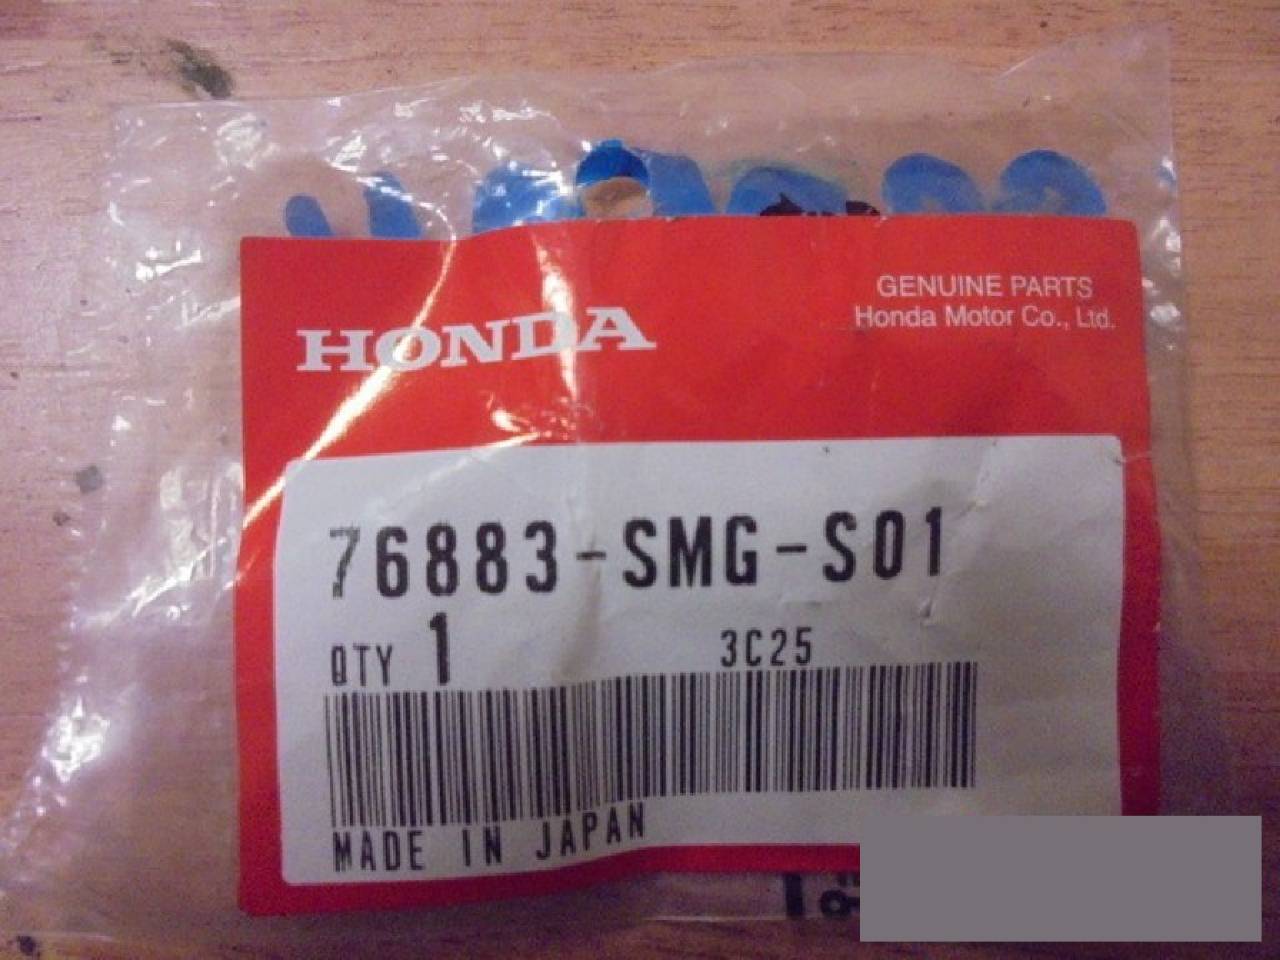 HONDA
GENUINE PARTS
Honda Motor Co., Ltd.
76883-SMG-S01
QTY 1
3C25
MADE IN JAPAN